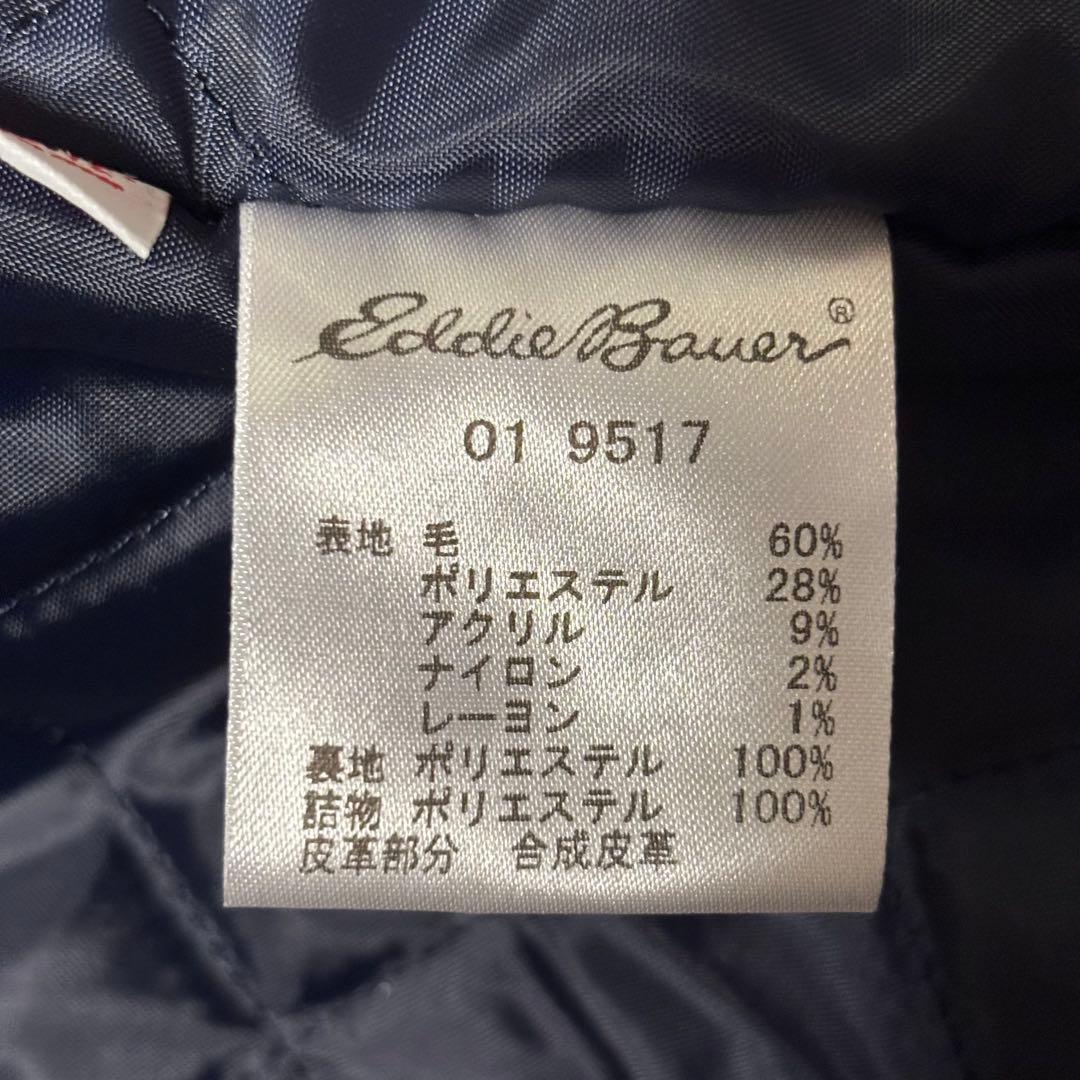 Eddie Bauer®
01 9517
表地 毛 60%
ポリエステル 28%
アクリル 9%
ナイロン 2%
レーヨン 1%
裏地 ポリエステル 100%
詰物 ポリエステル 100%
皮革部分 合成皮革